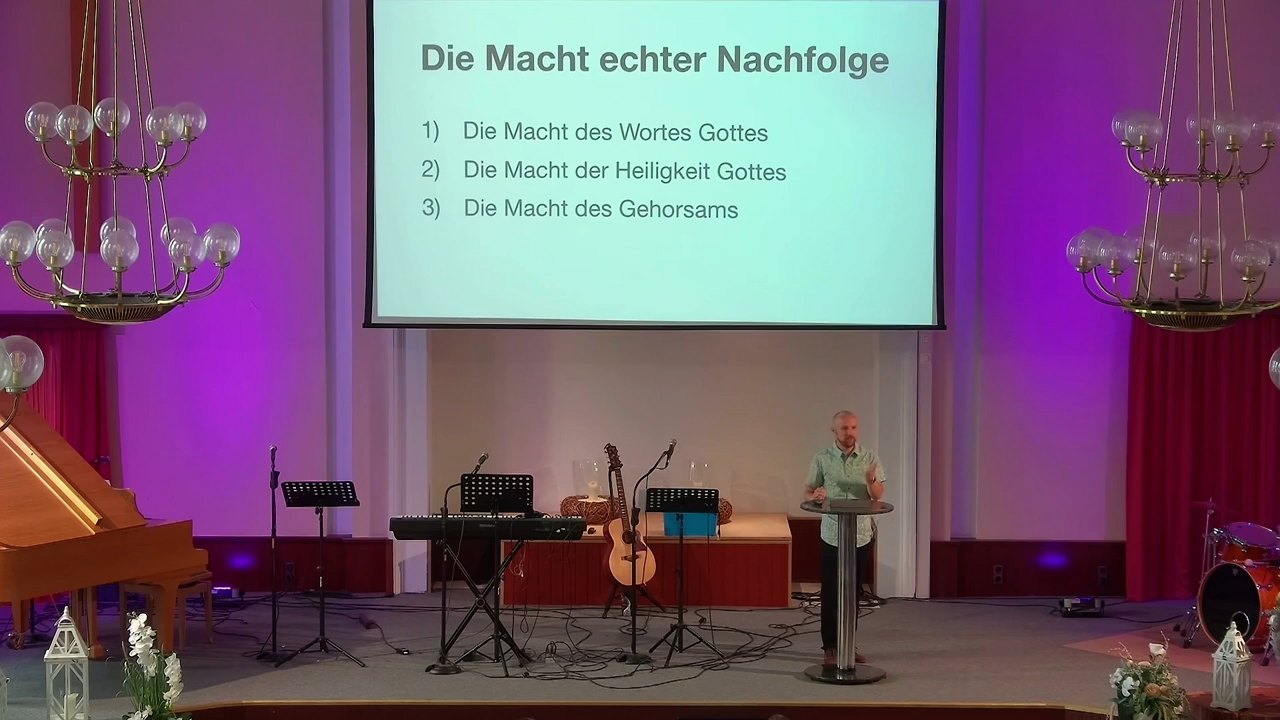 Die Macht echter Nachfolge
1) Die Macht des Wortes Gottes
2) Die Macht der Heiligkeit Gottes
3) Die Macht des Gehorsams